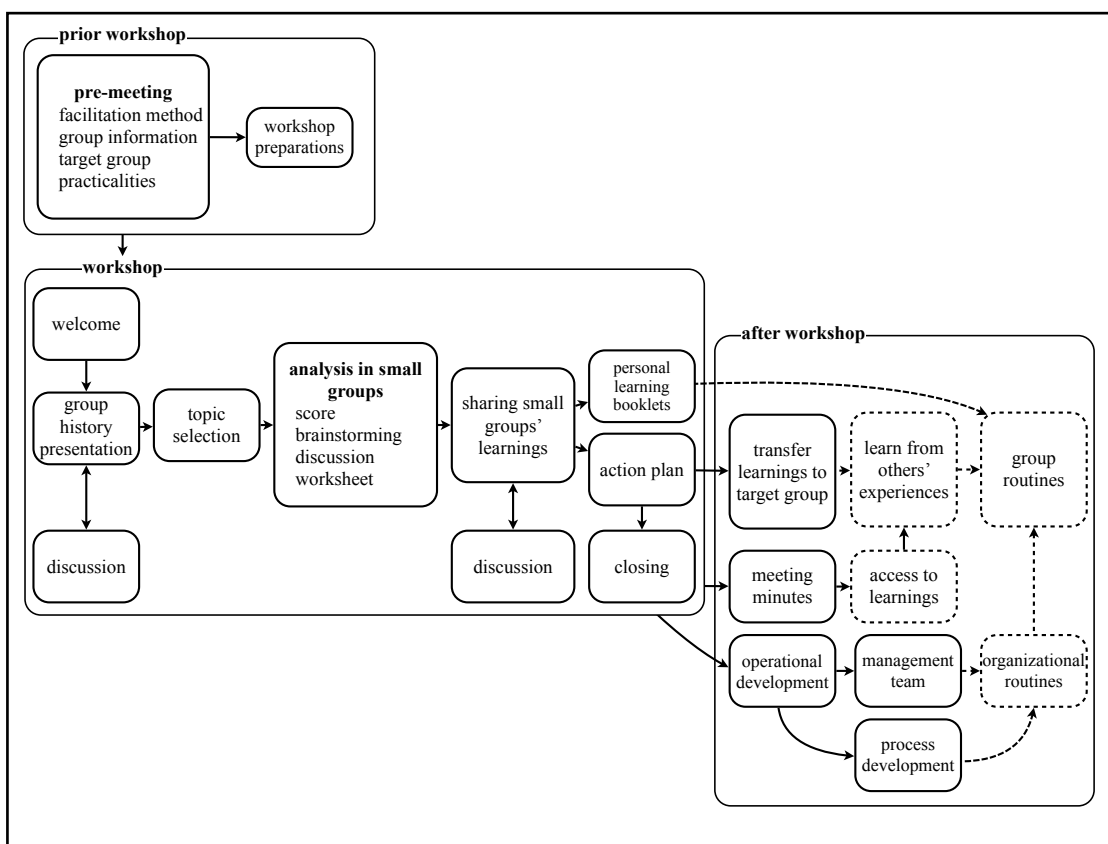 prior workshop
pre-meeting
facilitation method
group information
target group
practicalities
workshop
preparations
workshop
welcome
group
history
presentation
discussion
topic
selection
analysis in small
groups
score
brainstorming
discussion
worksheet
sharing small
groups’
learnings
discussion
personal
learning
booklets
action plan
closing
after workshop
transfer
learnings to
target group
learn from
others’
experiences
group
routines
meeting
minutes
access to
learnings
operational
development
management
team
organizational
routines
process
development